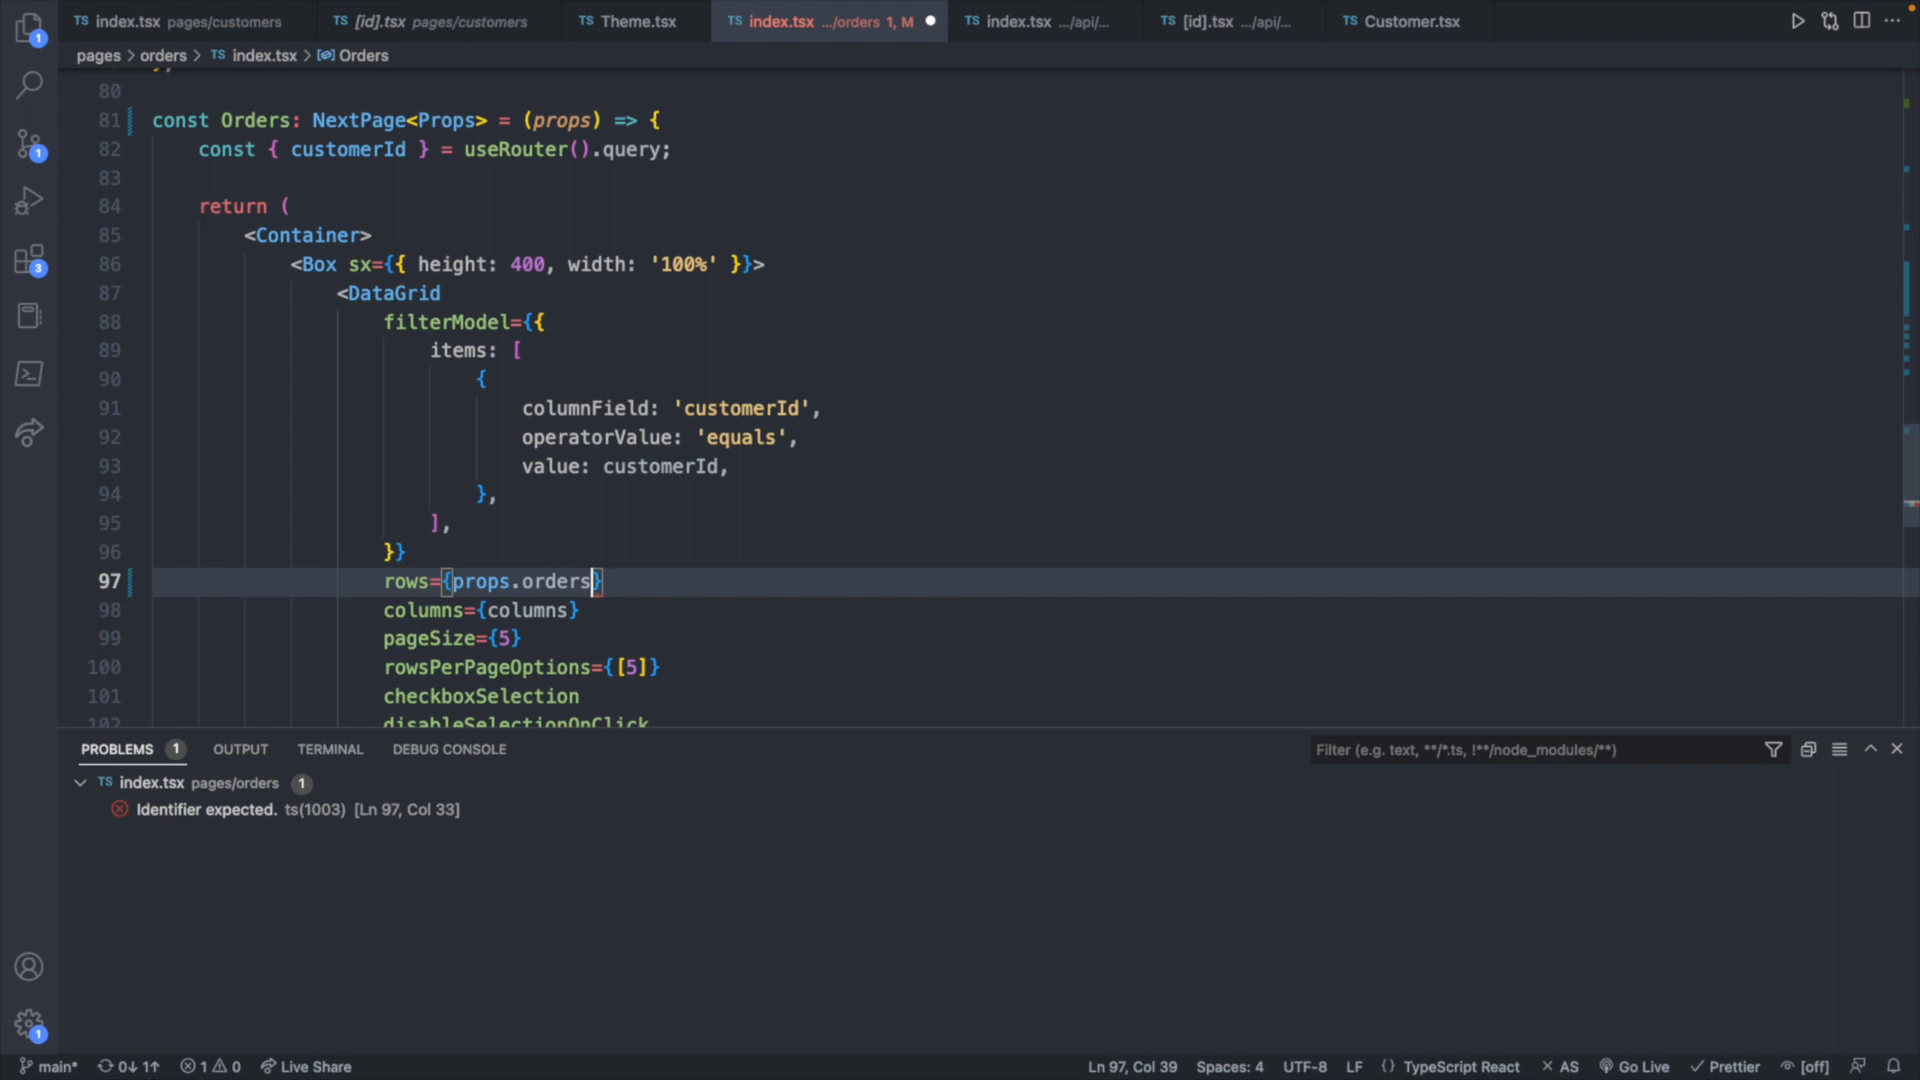 TS index.tsx pages/customers TS [id].tsx pages/customers TS Theme.tsx TS index.tsx .../orders 1, M TS index.tsx .../api/... TS [id].tsx .../api/... TS Customer.tsx
pages > orders > TS index.tsx > Orders
80
81 const Orders: NextPage<Props> = (props) => {
82 const { customerId } = useRouter().query;
83
84 return (
85 <Container>
86 <Box sx={{ height: 400, width: '100%' }}>
87 <DataGrid
88 filterModel={{
89 items: [
90 {
91 columnField: 'customerId',
92 operatorValue: 'equals',
93 value: customerId,
94 },
95 ],
96 }}
97 rows={props.orders}
98 columns={columns}
99 pageSize={5}
100 rowsPerPageOptions={[5]}
101 checkboxSelection
102 disableSelectionOnClick
PROBLEMS 1 OUTPUT TERMINAL DEBUG CONSOLE Filter (e.g. text, **/*.ts, !**/node_modules/**)
TS index.tsx pages/orders 1
Identifier expected. ts(1003) [Ln 97, Col 33]
main* 0↓ 1↑ 1 0 Live Share Ln 97, Col 39 Spaces: 4 UTF-8 LF {} TypeScript React AS Go Live Prettier [off]
1
1
3
1